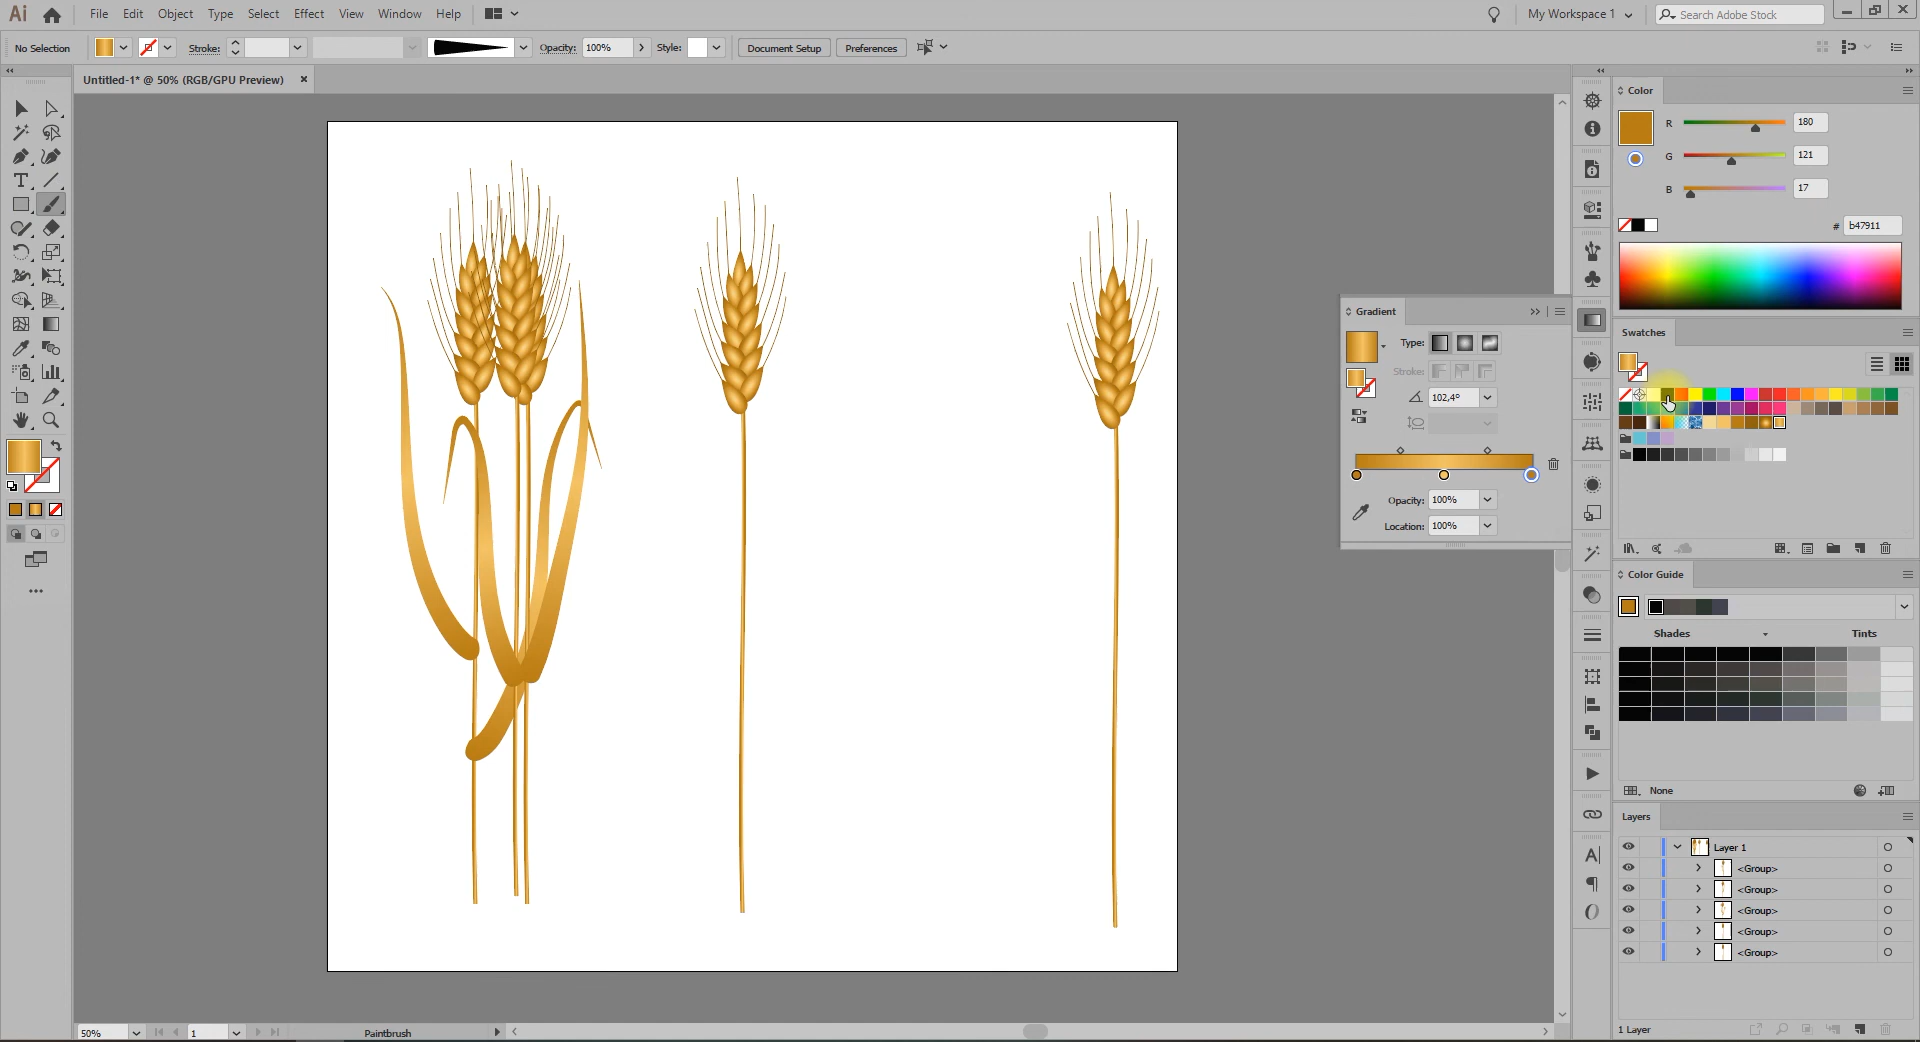 Ai File Edit Object Type Select Effect View Window Help My Workspace 1 Search Adobe Stock
No Selection Stroke: Opacity: 100% Style: Document Setup Preferences
Untitled-1* @ 50% (RGB/GPU Preview) ×
Color
R 180
G 121
B 17
# b47911
Gradient
Type:
Stroke:
102,4°
Opacity: 100%
Location: 100%
Swatches
Color Guide
Shades Tints
None
Layers
Layer 1
<Group>
<Group>
<Group>
<Group>
<Group>
1 Layer
50% 1 Paintbrush